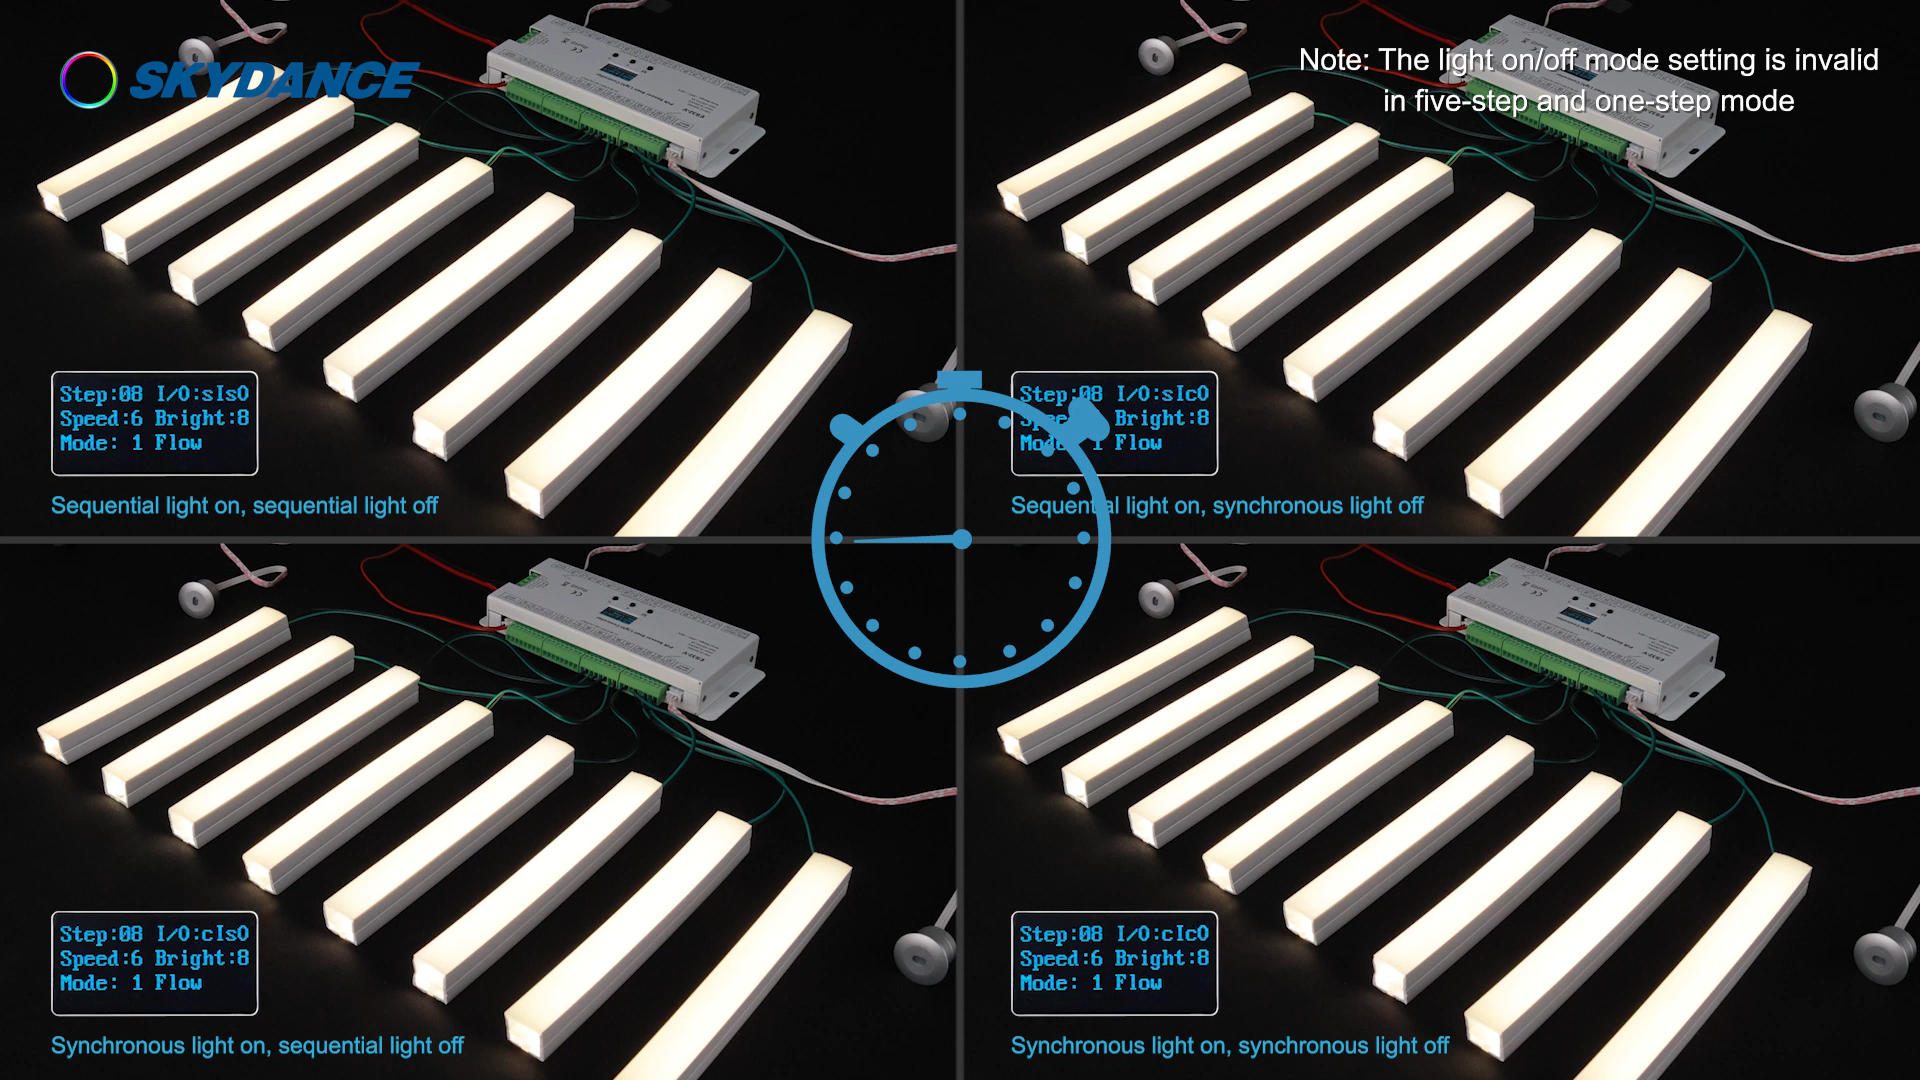 SKYDANCE
Note: The light on/off mode setting is invalid
in five-step and one-step mode
Step:08 I/O:sIsO
Speed:6 Bright:8
Mode: 1 Flow
Sequential light on, sequential light off
Step:08 I/O:sIcO
Bright:8
1 Flow
Sequential light on, synchronous light off
Step:08 I/O:cIsO
Speed:6 Bright:8
Mode: 1 Flow
Synchronous light on, sequential light off
Step:08 I/O:cIcO
Speed:6 Bright:8
Mode: 1 Flow
Synchronous light on, synchronous light off